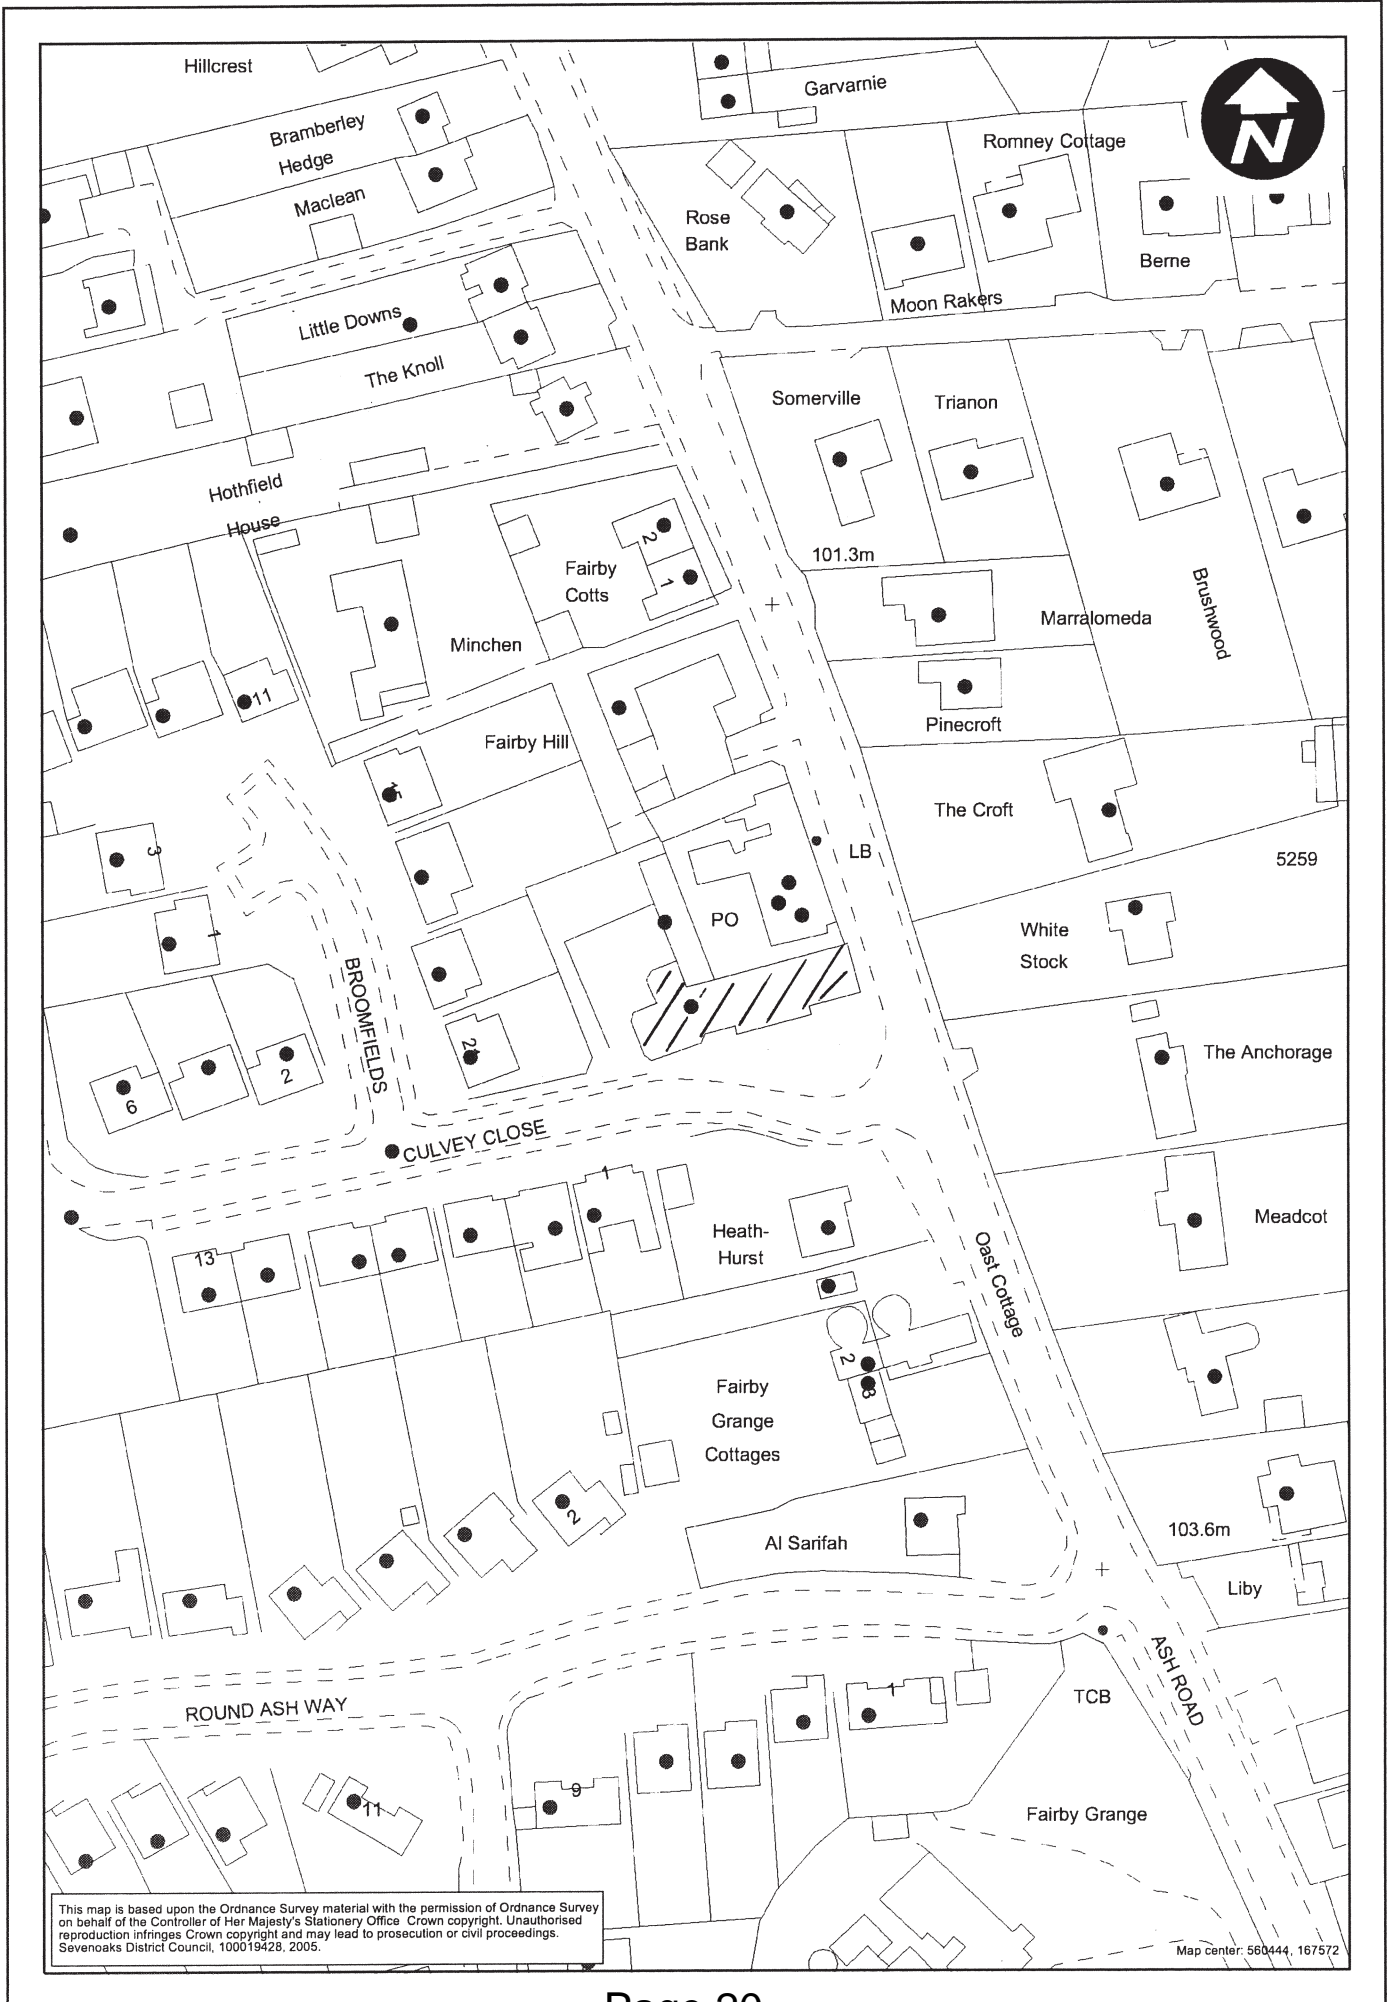 Hillcrest
Garvarnie
Bramberley
Hedge
Maclean
Romney Cottage
N
Rose
Bank
Berne
Moon Rakers
Little Downs
The Knoll
Somerville
Trianon
Hothfield
House
2
1
Fairby
Cotts
101.3m
Brushwood
Marralomeda
Minchen
11
Pinecroft
Fairby Hill
15
The Croft
3
LB
5259
1
PO
White
Stock
BROOMFIELDS
21
The Anchorage
2
6
CULVEY CLOSE
1
Heath-
Hurst
Meadcot
13
Oast Cottage
2
3
Fairby
Grange
Cottages
2
Al Sarifah
103.6m
Liby
ASH ROAD
TCB
1
ROUND ASH WAY
9
11
Fairby Grange
This map is based upon the Ordnance Survey material with the permission of Ordnance Survey
on behalf of the Controller of Her Majesty's Stationery Office Crown copyright. Unauthorised
reproduction infringes Crown copyright and may lead to prosecution or civil proceedings.
Sevenoaks District Council, 100019428, 2005.
Map center: 560444, 167572